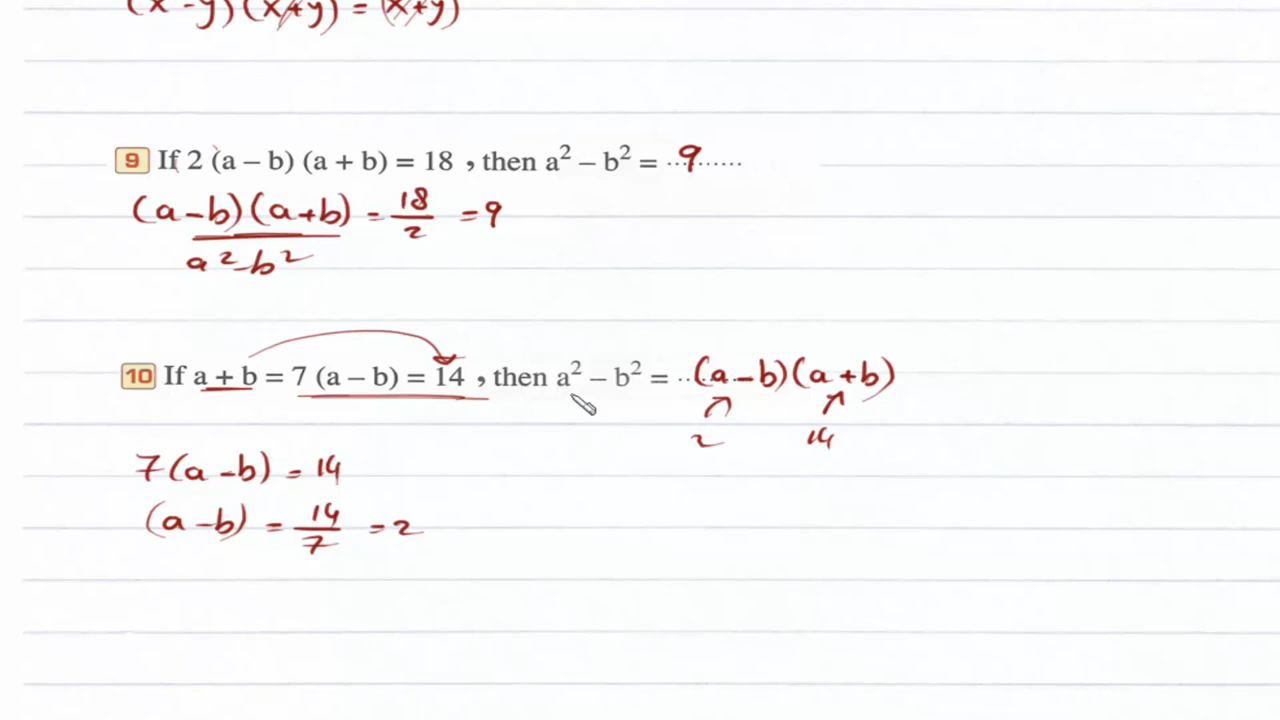 (x - y)(x+y) = (x+y)
9 If 2 (a – b) (a + b) = 18 , then a² – b² = ..9......
(a-b)(a+b) = 18/2 = 9
a²-b²
10 If a + b = 7 (a – b) = 14 , then a² – b² = ..(a-b)(a+b)
2 14
7(a-b) = 14
(a-b) = 14/7 = 2